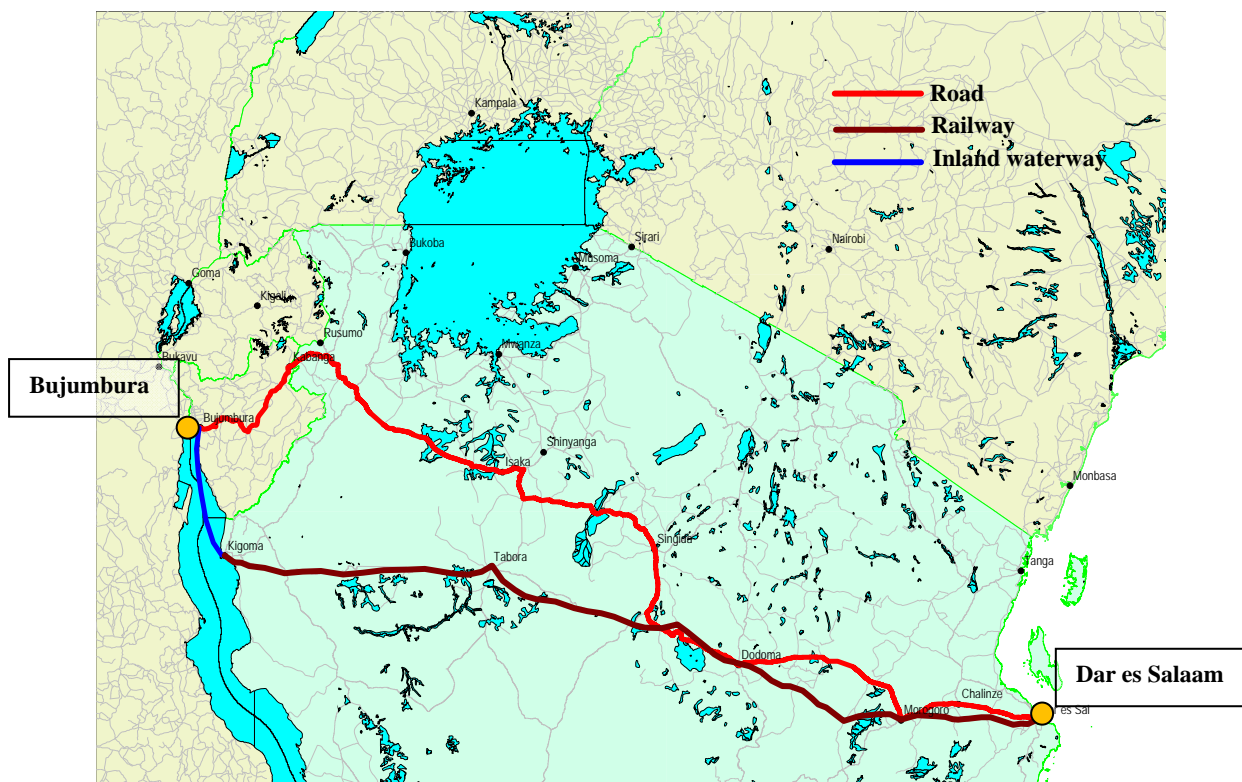 Kampala
Road
Railway
Inland waterway
Bukoba
Sirari
Nairobi
Musoma
Goma
Kigali
Rusumo
Bukavu
Kabanga
Mwanza
Bujumbura
Bujumbura
Shinyanga
Isaka
Monbasa
Singida
Kigoma
Tabora
Tanga
Dodoma
Dar es Salaam
Chalinze
Morogoro
es Sal